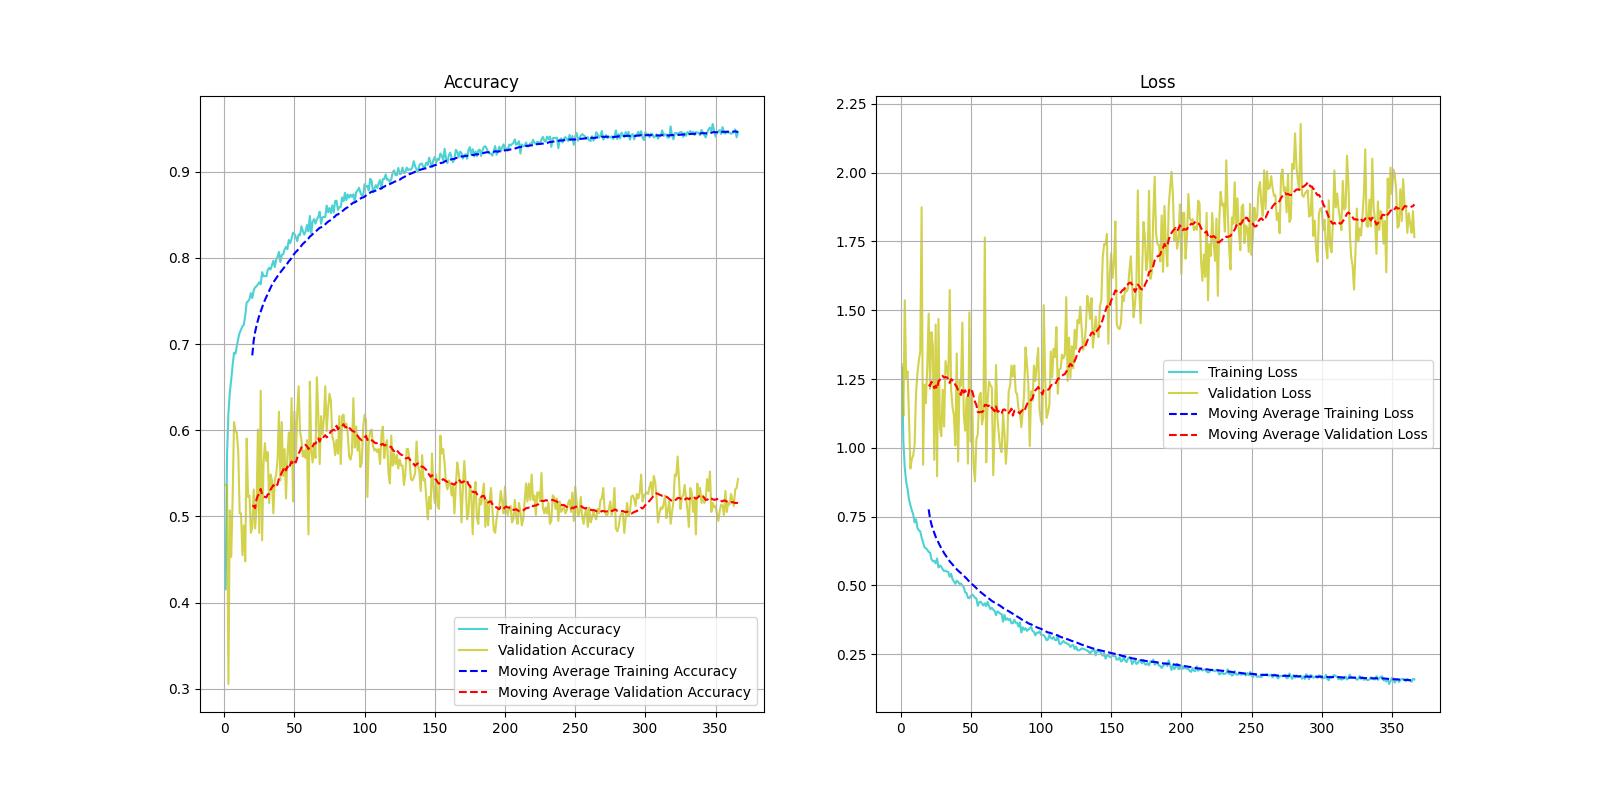 Accuracy
0.9
0.8
0.7
0.6
0.5
0.4
0.3
Training Accuracy
Validation Accuracy
Moving Average Training Accuracy
Moving Average Validation Accuracy
0 50 100 150 200 250 300 350
Loss
2.25
2.00
1.75
1.50
1.25
1.00
0.75
0.50
0.25
Training Loss
Validation Loss
Moving Average Training Loss
Moving Average Validation Loss
0 50 100 150 200 250 300 350